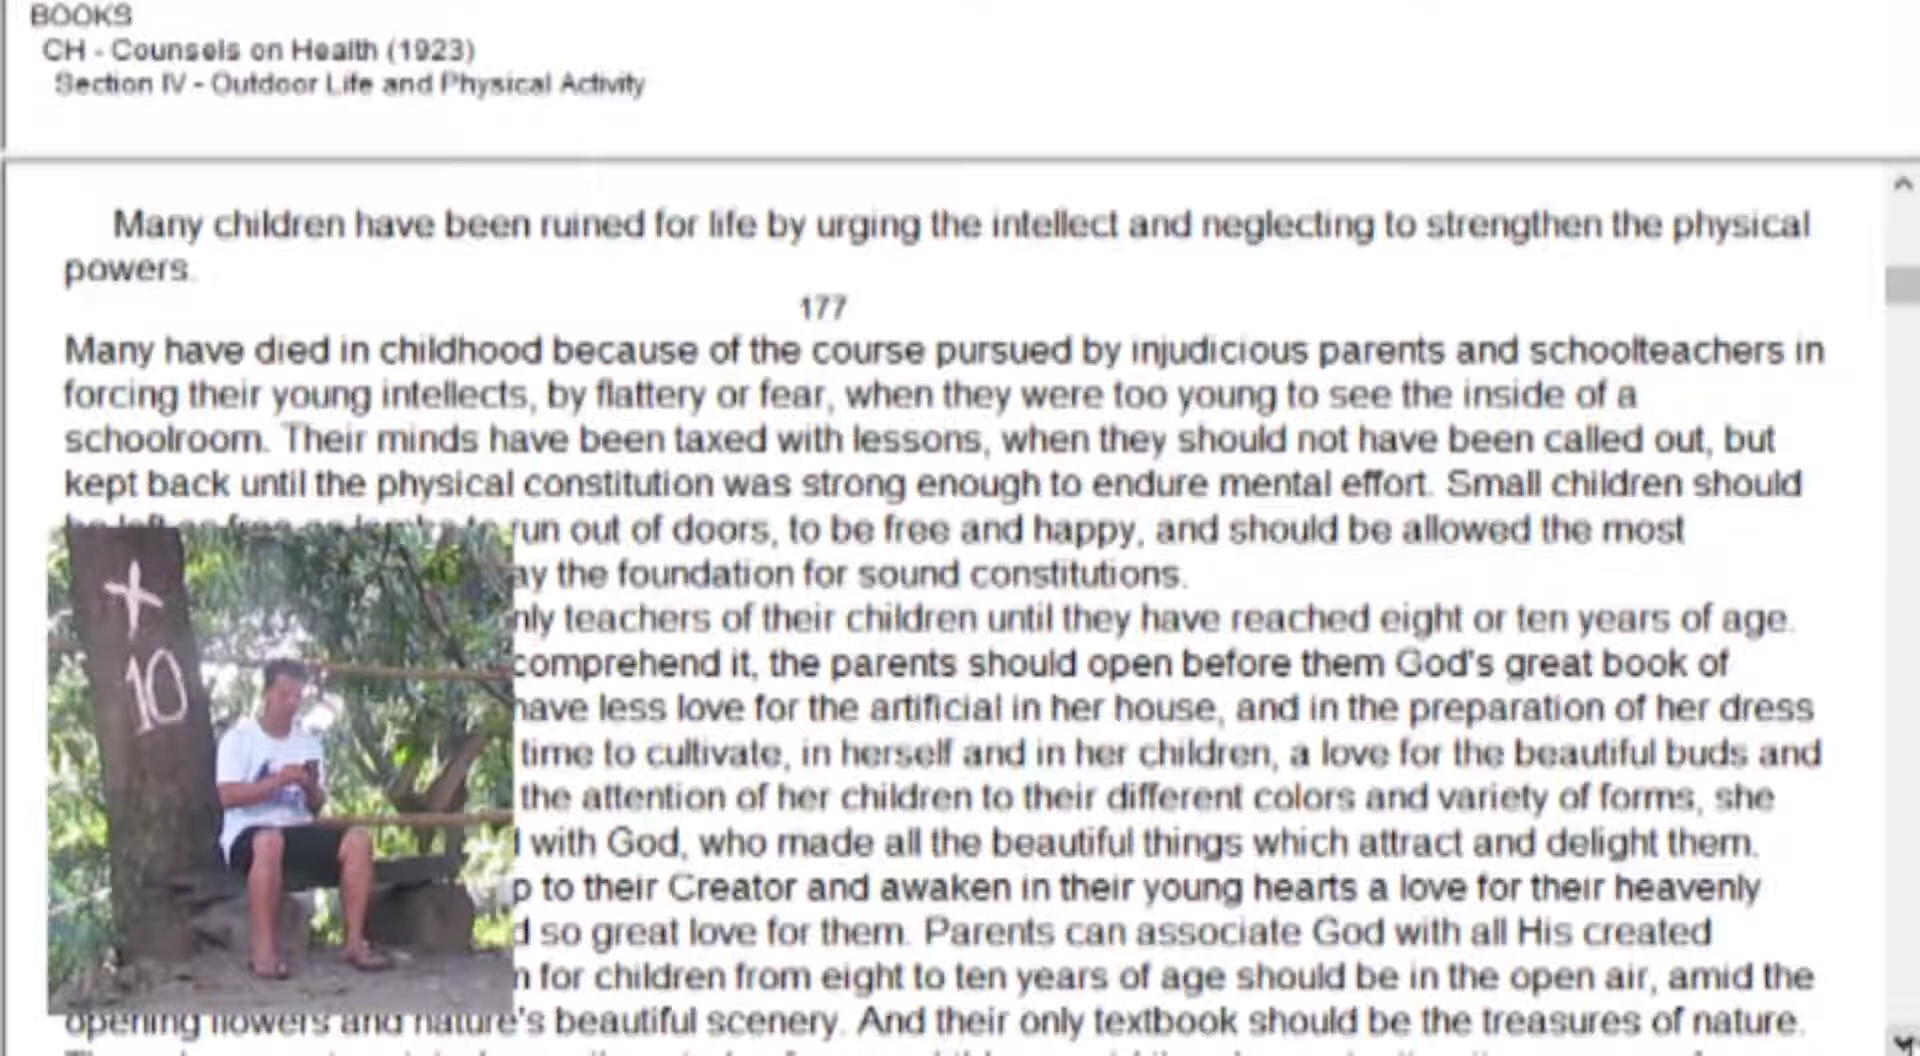 BOOKS
CH - Counsels on Health (1923)
Section IV - Outdoor Life and Physical Activity
Many children have been ruined for life by urging the intellect and neglecting to strengthen the physical
powers.
177
Many have died in childhood because of the course pursued by injudicious parents and schoolteachers in
forcing their young intellects, by flattery or fear, when they were too young to see the inside of a
schoolroom. Their minds have been taxed with lessons, when they should not have been called out, but
kept back until the physical constitution was strong enough to endure mental effort. Small children should
run out of doors, to be free and happy, and should be allowed the most
ay the foundation for sound constitutions.
nly teachers of their children until they have reached eight or ten years of age.
comprehend it, the parents should open before them God's great book of
have less love for the artificial in her house, and in the preparation of her dress
time to cultivate, in herself and in her children, a love for the beautiful buds and
the attention of her children to their different colors and variety of forms, she
with God, who made all the beautiful things which attract and delight them.
p to their Creator and awaken in their young hearts a love for their heavenly
d so great love for them. Parents can associate God with all His created
n for children from eight to ten years of age should be in the open air, amid the
opening flowers and nature's beautiful scenery. And their only textbook should be the treasures of nature.
+
10